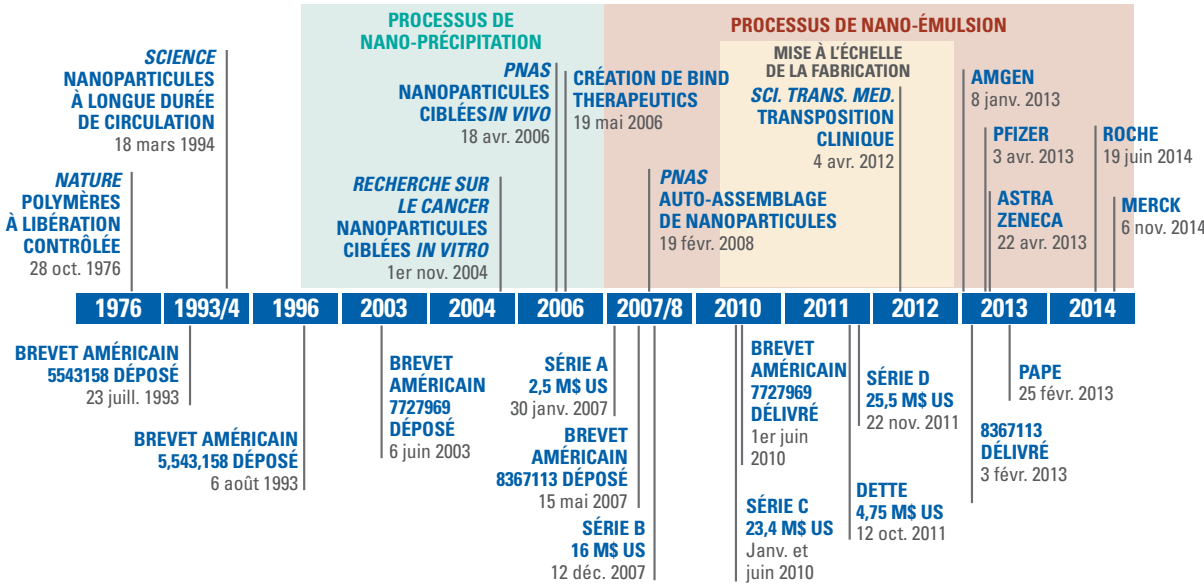 PROCESSUS DE
NANO-PRÉCIPITATION
PROCESSUS DE NANO-ÉMULSION
MISE À L'ÉCHELLE
DE LA FABRICATION
NATURE
POLYMÈRES
À LIBÉRATION
CONTRÔLÉE
28 oct. 1976
SCIENCE
NANOPARTICULES
À LONGUE DURÉE
DE CIRCULATION
18 mars 1994
RECHERCHE SUR
LE CANCER
NANOPARTICULES
CIBLÉES IN VITRO
1er nov. 2004
PNAS
NANOPARTICULES
CIBLÉES IN VIVO
18 avr. 2006
CRÉATION DE BIND
THERAPEUTICS
19 mai 2006
PNAS
AUTO-ASSEMBLAGE
DE NANOPARTICULES
19 févr. 2008
SCI. TRANS. MED.
TRANSPOSITION
CLINIQUE
4 avr. 2012
AMGEN
8 janv. 2013
PFIZER
3 avr. 2013
ASTRA
ZENECA
22 avr. 2013
ROCHE
19 juin 2014
MERCK
6 nov. 2014
1976 1993/4 1996 2003 2004 2006 2007/8 2010 2011 2012 2013 2014
BREVET AMÉRICAIN
5543158 DÉPOSÉ
23 juill. 1993
BREVET AMÉRICAIN
5,543,158 DÉPOSÉ
6 août 1993
BREVET
AMÉRICAIN
7727969
DÉPOSÉ
6 juin 2003
SÉRIE A
2,5 M$ US
30 janv. 2007
BREVET
AMÉRICAIN
8367113 DÉPOSÉ
15 mai 2007
SÉRIE B
16 M$ US
12 déc. 2007
BREVET
AMÉRICAIN
7727969
DÉLIVRÉ
1er juin
2010
SÉRIE C
23,4 M$ US
Janv. et
juin 2010
SÉRIE D
25,5 M$ US
22 nov. 2011
DETTE
4,75 M$ US
12 oct. 2011
8367113
DÉLIVRÉ
3 févr. 2013
PAPE
25 févr. 2013